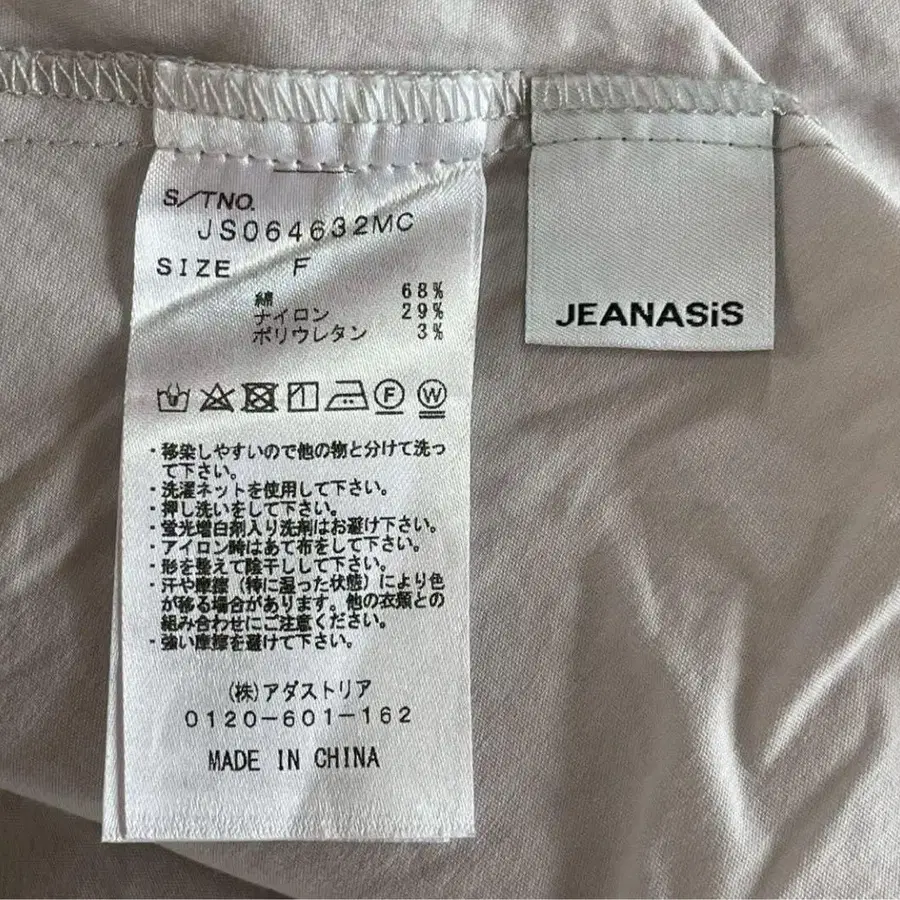 S/TNO.
JS064632MC
SIZE F
綿 68%
ナイロン 29%
ポリウレタン 3%
F W
・移染しやすいので他の物と分けて洗っ
て下さい。
・洗濯ネットを使用して下さい。
・押し洗いをして下さい。
・蛍光増白剤入り洗剤はお避け下さい。
・アイロン時はあて布をして下さい。
・形を整えて陰干しして下さい。
・汗や摩擦(特に湿った状態)により色
が移る場合があります。他の衣類との
組み合わせにご注意ください。
・強い摩擦を避けて下さい。
(株)アダストリア
0120-601-162
MADE IN CHINA
JEANASiS